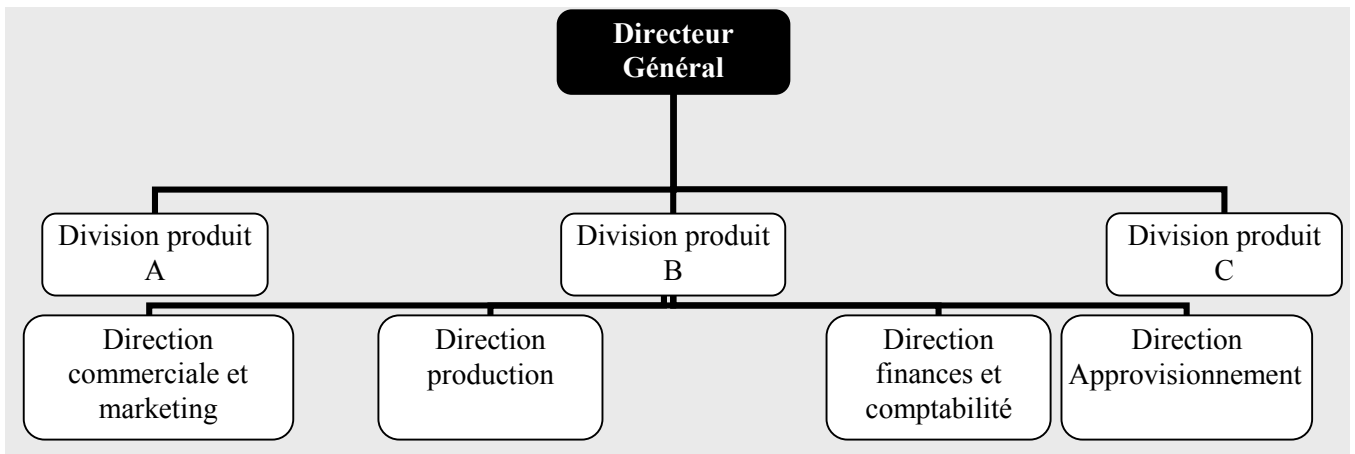 Directeur
Général
Division produit
A
Division produit
B
Division produit
C
Direction
commerciale et
marketing
Direction
production
Direction
finances et
comptabilité
Direction
Approvisionnement